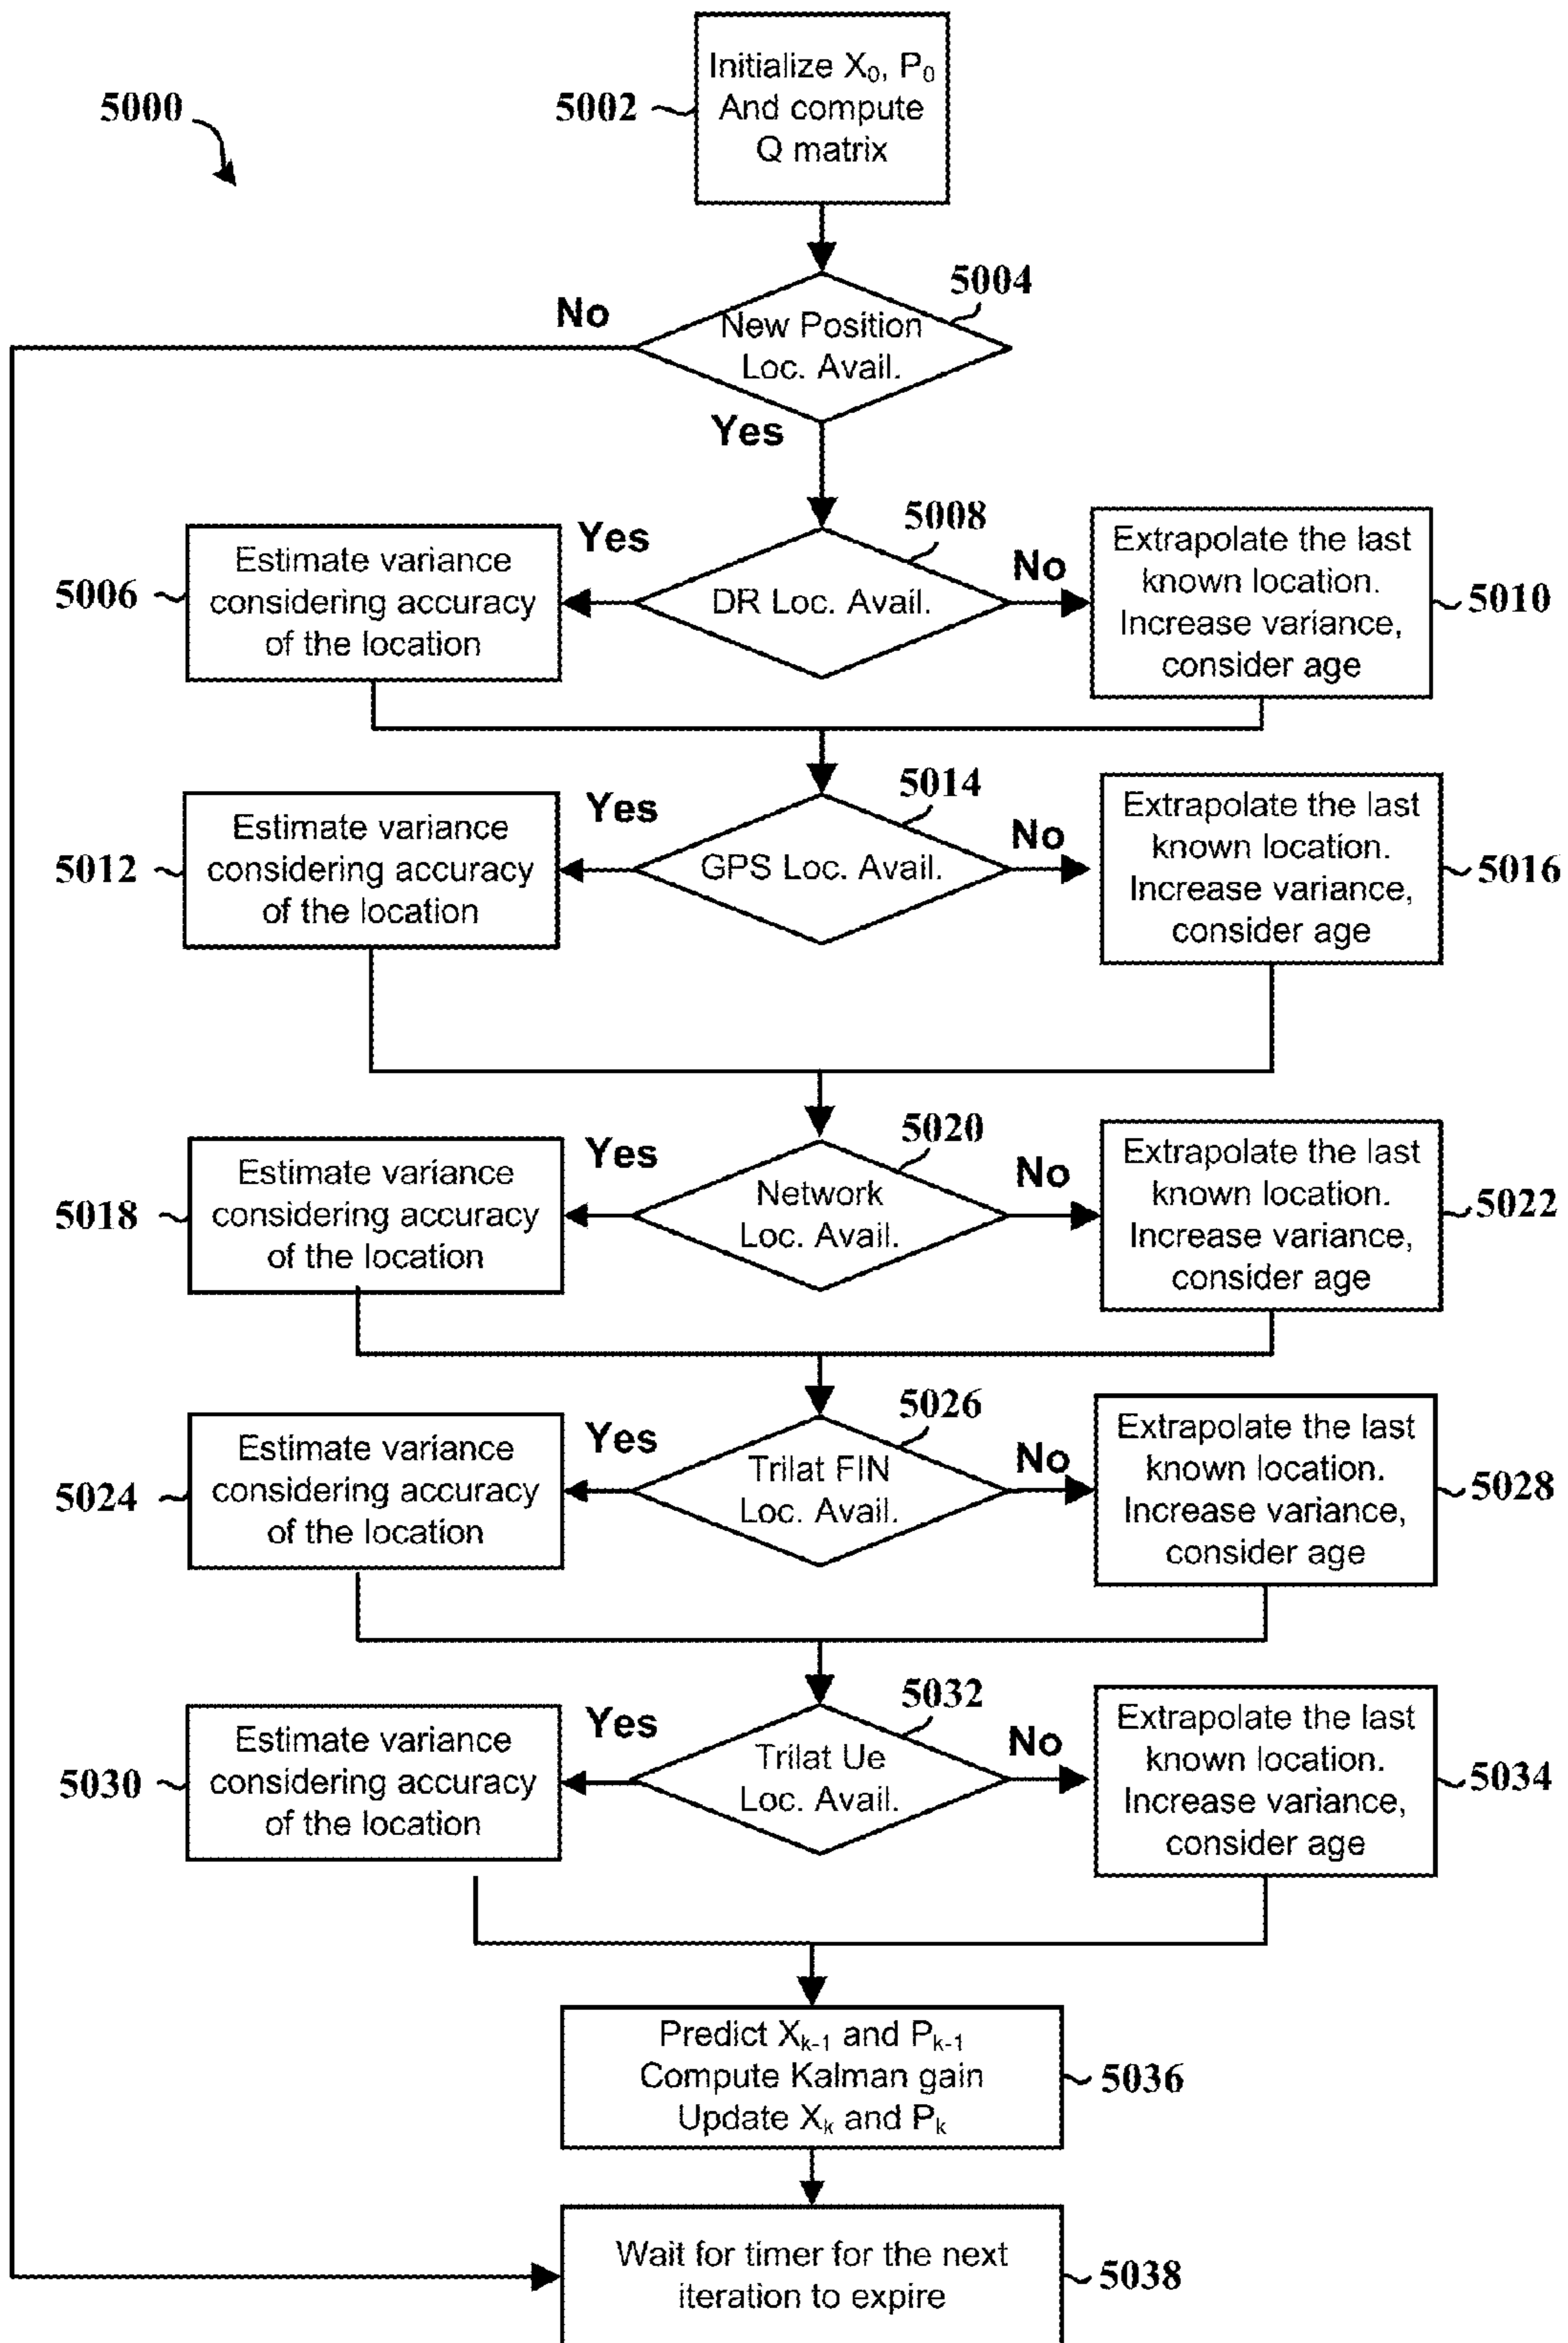 5000
5002
Initialize X₀, P₀
And compute
Q matrix
5004
No
New Position
Loc. Avail.
Yes
5006
Estimate variance
considering accuracy
of the location
Yes
5008
DR Loc. Avail.
No
Extrapolate the last
known location.
Increase variance,
consider age
5010
5012
Estimate variance
considering accuracy
of the location
Yes
5014
GPS Loc. Avail.
No
Extrapolate the last
known location.
Increase variance,
consider age
5016
5018
Estimate variance
considering accuracy
of the location
Yes
5020
Network
Loc. Avail.
No
Extrapolate the last
known location.
Increase variance,
consider age
5022
5024
Estimate variance
considering accuracy
of the location
Yes
5026
Trilat FIN
Loc. Avail.
No
Extrapolate the last
known location.
Increase variance,
consider age
5028
5030
Estimate variance
considering accuracy
of the location
Yes
5032
Trilat Ue
Loc. Avail.
No
Extrapolate the last
known location.
Increase variance,
consider age
5034
Predict Xₖ₋₁ and Pₖ₋₁
Compute Kalman gain
Update Xₖ and Pₖ
5036
Wait for timer for the next
iteration to expire
5038